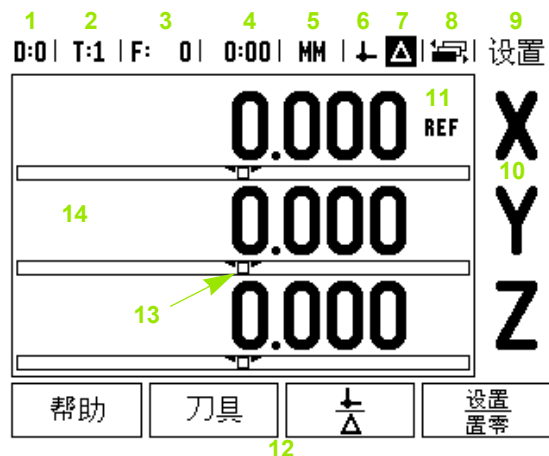 1 2 3 4 5 6 7 8 9
D:0 | T:1 | F: 0 | 0:00 | MM | Δ | | 设置
0.000 11 REF X
10
14 0.000 Y
13 0.000 Z
帮助 刀具 Δ 设置
置零
12